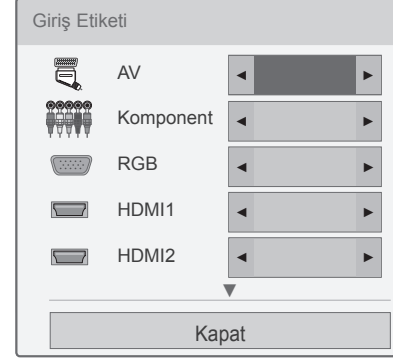 Giriş Etiketi
AV
Komponent
RGB
HDMI1
HDMI2
Kapat